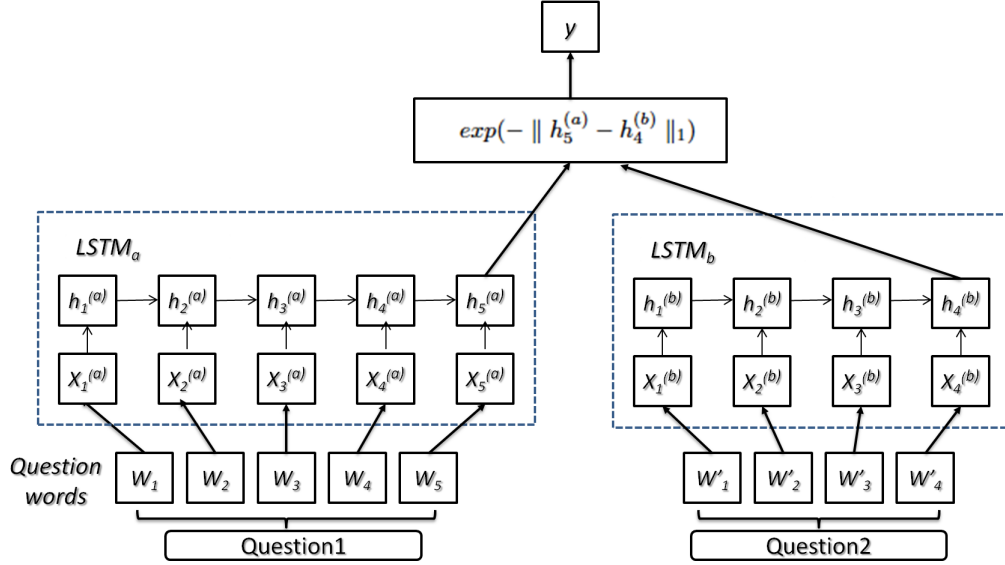 y
exp(− ∥ h₅⁽ᵃ⁾ − h₄⁽ᵇ⁾ ∥₁)
LSTMₐ
h₁⁽ᵃ⁾ h₂⁽ᵃ⁾ h₃⁽ᵃ⁾ h₄⁽ᵃ⁾ h₅⁽ᵃ⁾
X₁⁽ᵃ⁾ X₂⁽ᵃ⁾ X₃⁽ᵃ⁾ X₄⁽ᵃ⁾ X₅⁽ᵃ⁾
LSTM_b
h₁⁽ᵇ⁾ h₂⁽ᵇ⁾ h₃⁽ᵇ⁾ h₄⁽ᵇ⁾
X₁⁽ᵇ⁾ X₂⁽ᵇ⁾ X₃⁽ᵇ⁾ X₄⁽ᵇ⁾
Question
words
W₁ W₂ W₃ W₄ W₅
Question1
W'₁ W'₂ W'₃ W'₄
Question2